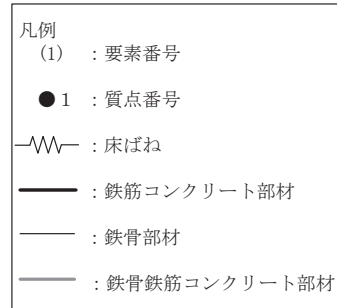 凡例
(1) ：要素番号
●1 ：質点番号
：床ばね
：鉄筋コンクリート部材
：鉄骨部材
：鉄骨鉄筋コンクリート部材